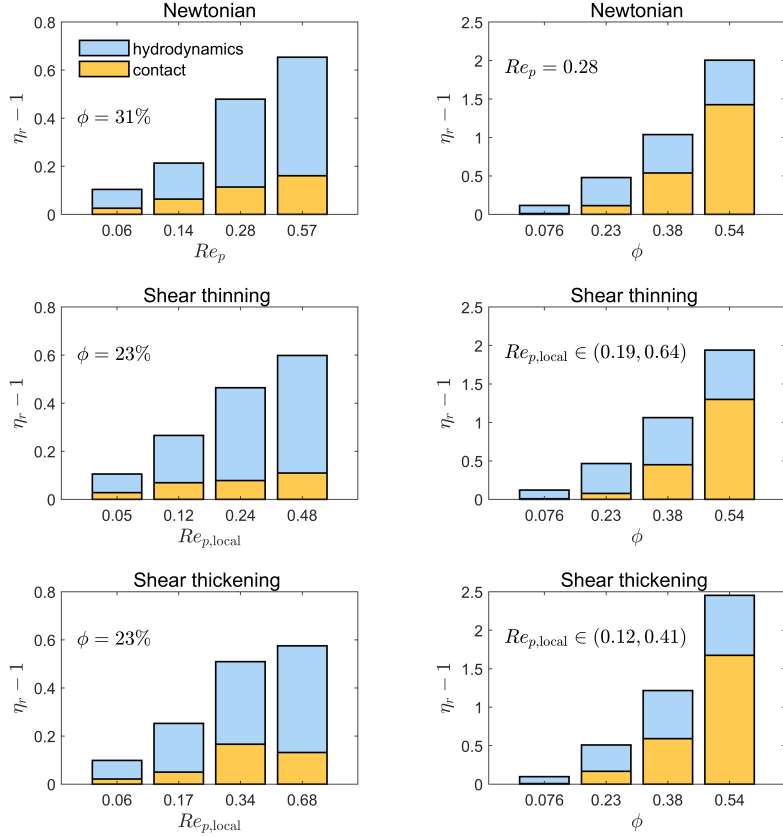 Newtonian
0.8
0.6
0.4
0.2
0
η_r − 1
hydrodynamics
contact
ϕ = 31%
0.06 0.14 0.28 0.57
Re_p
Newtonian
2.5
2
1.5
1
0.5
0
η_r − 1
Re_p = 0.28
0.076 0.23 0.38 0.54
ϕ
Shear thinning
0.8
0.6
0.4
0.2
0
η_r − 1
ϕ = 23%
0.05 0.12 0.24 0.48
Re_p,local
Shear thinning
2.5
2
1.5
1
0.5
0
η_r − 1
Re_p,local ∈ (0.19, 0.64)
0.076 0.23 0.38 0.54
ϕ
Shear thickening
0.8
0.6
0.4
0.2
0
η_r − 1
ϕ = 23%
0.06 0.17 0.34 0.68
Re_p,local
Shear thickening
2.5
2
1.5
1
0.5
0
η_r − 1
Re_p,local ∈ (0.12, 0.41)
0.076 0.23 0.38 0.54
ϕ